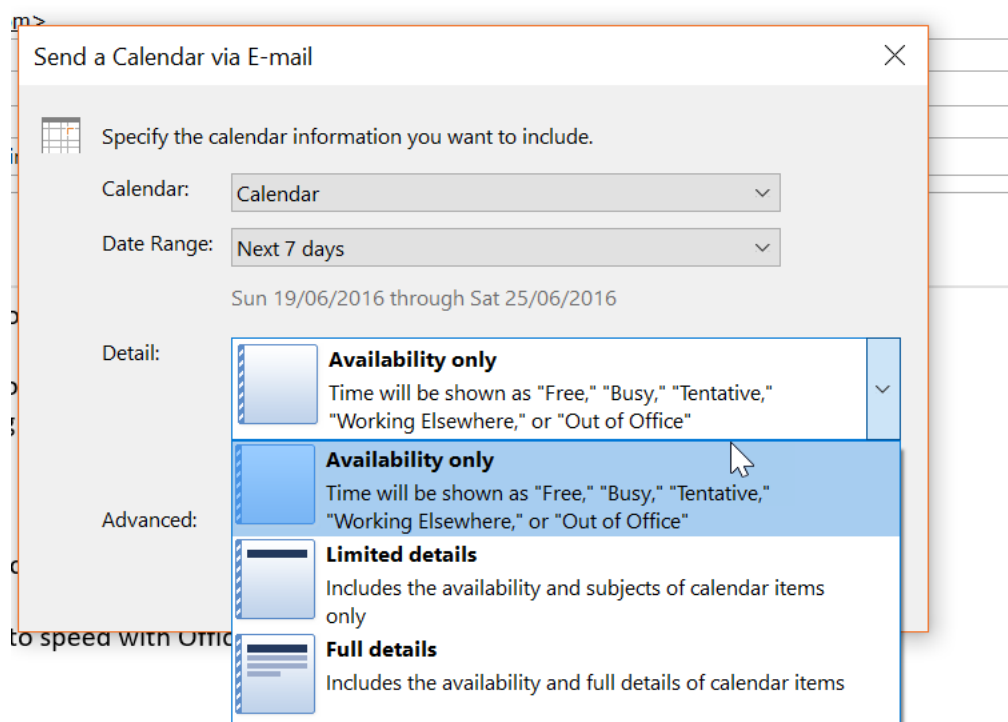 om>
Send a Calendar via E-mail
Specify the calendar information you want to include.
Calendar:
Calendar
Date Range:
Next 7 days
Sun 19/06/2016 through Sat 25/06/2016
Detail:
Availability only
Time will be shown as "Free," "Busy," "Tentative,"
"Working Elsewhere," or "Out of Office"
Availability only
Time will be shown as "Free," "Busy," "Tentative,"
"Working Elsewhere," or "Out of Office"
Advanced:
Limited details
Includes the availability and subjects of calendar items
only
to speed with Offic
Full details
Includes the availability and full details of calendar items